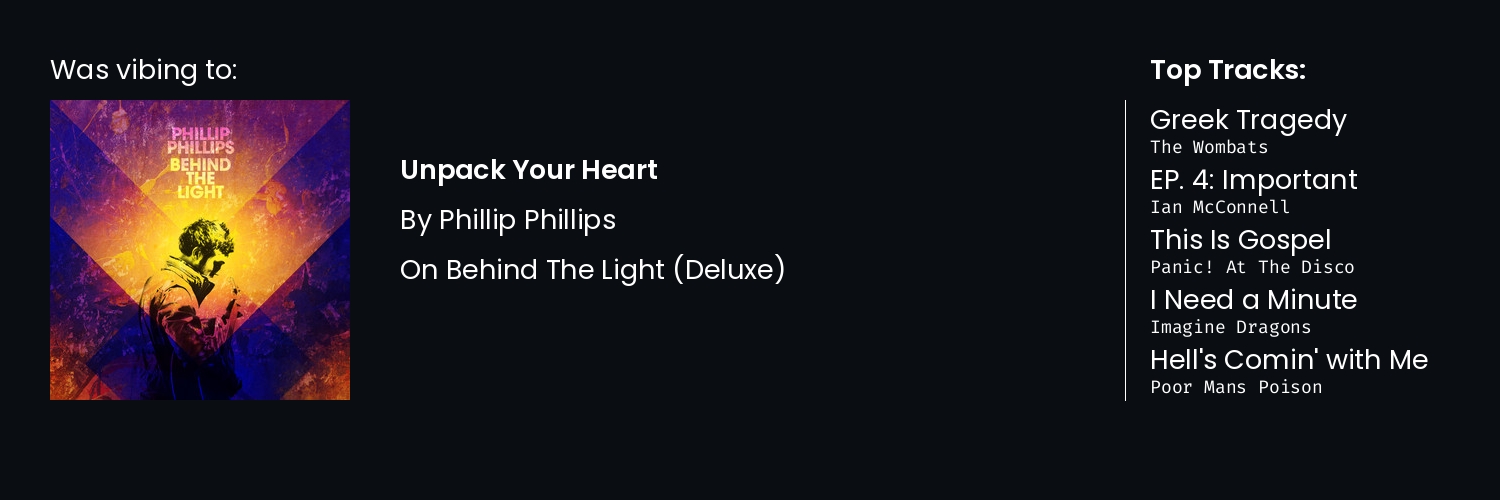 Was vibing to:
PHILLIP
PHILLIPS
BEHIND
THE
LIGHT
Unpack Your Heart
By Phillip Phillips
On Behind The Light (Deluxe)
Top Tracks:
Greek Tragedy
The Wombats
EP. 4: Important
Ian McConnell
This Is Gospel
Panic! At The Disco
I Need a Minute
Imagine Dragons
Hell's Comin' with Me
Poor Mans Poison